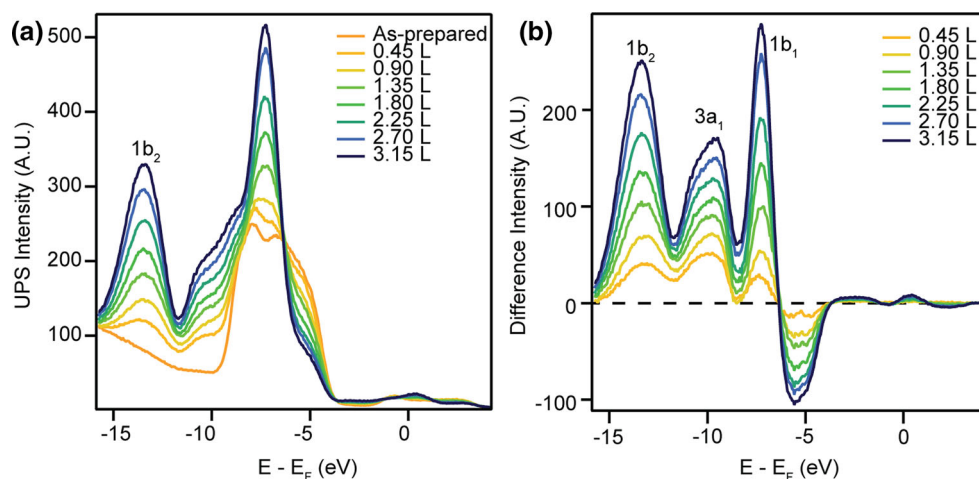 (a)
UPS Intensity (A.U.)
500
400
300
200
100
1b₂
As-prepared
0.45 L
0.90 L
1.35 L
1.80 L
2.25 L
2.70 L
3.15 L
-15
-10
-5
0
E - E_F (eV)
(b)
Difference Intensity (A.U.)
200
100
0
-100
1b₂
3a₁
1b₁
0.45 L
0.90 L
1.35 L
1.80 L
2.25 L
2.70 L
3.15 L
-15
-10
-5
0
E - E_F (eV)